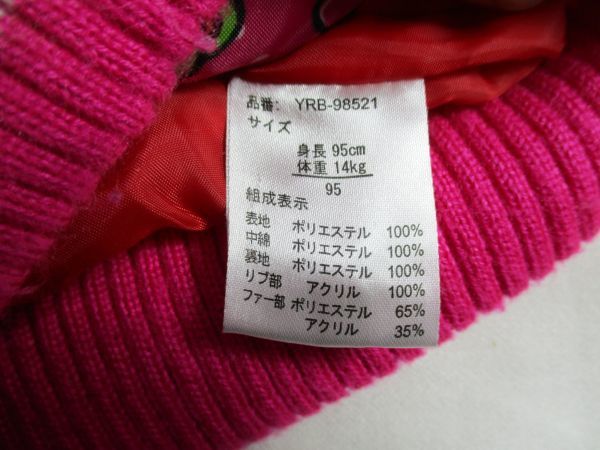 品番: YRB-98521
サイズ
身長 95cm
体重 14kg
95
組成表示
表地 ポリエステル 100%
中綿 ポリエステル 100%
裏地 ポリエステル 100%
リブ部 アクリル 100%
ファー部 ポリエステル 65%
アクリル 35%